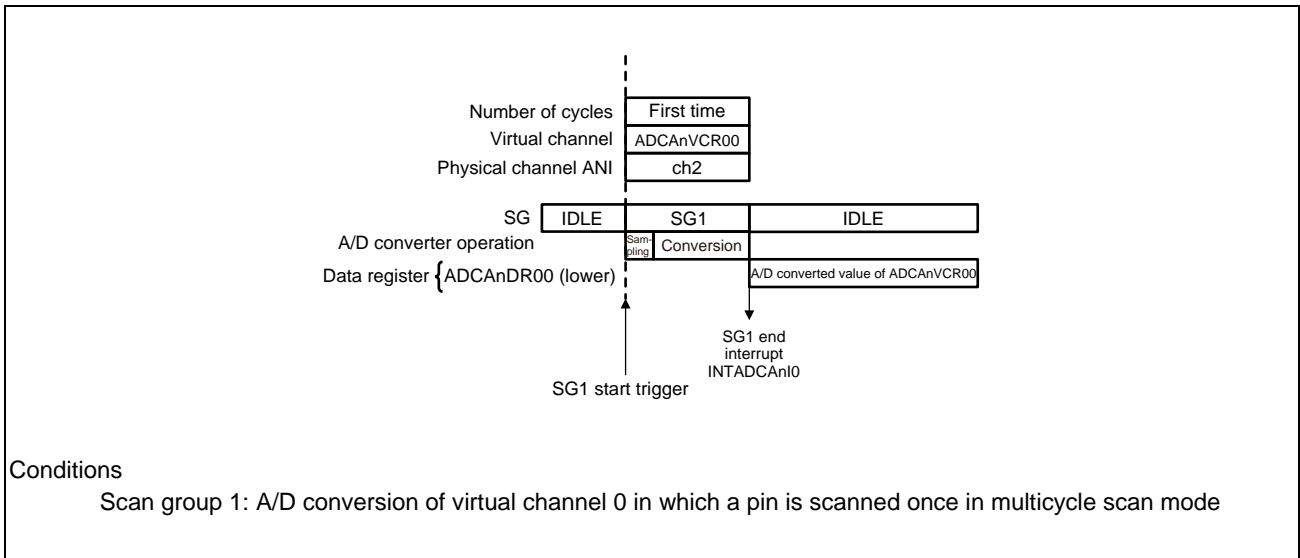 Number of cycles First time
Virtual channel ADCAnVCR00
Physical channel ANI ch2
SG IDLE SG1 IDLE
A/D converter operation Sam-
pling Conversion
Data register { ADCAnDR00 (lower) A/D converted value of ADCAnVCR00
SG1 end
interrupt
INTADCAnI0
SG1 start trigger
Conditions
Scan group 1: A/D conversion of virtual channel 0 in which a pin is scanned once in multicycle scan mode